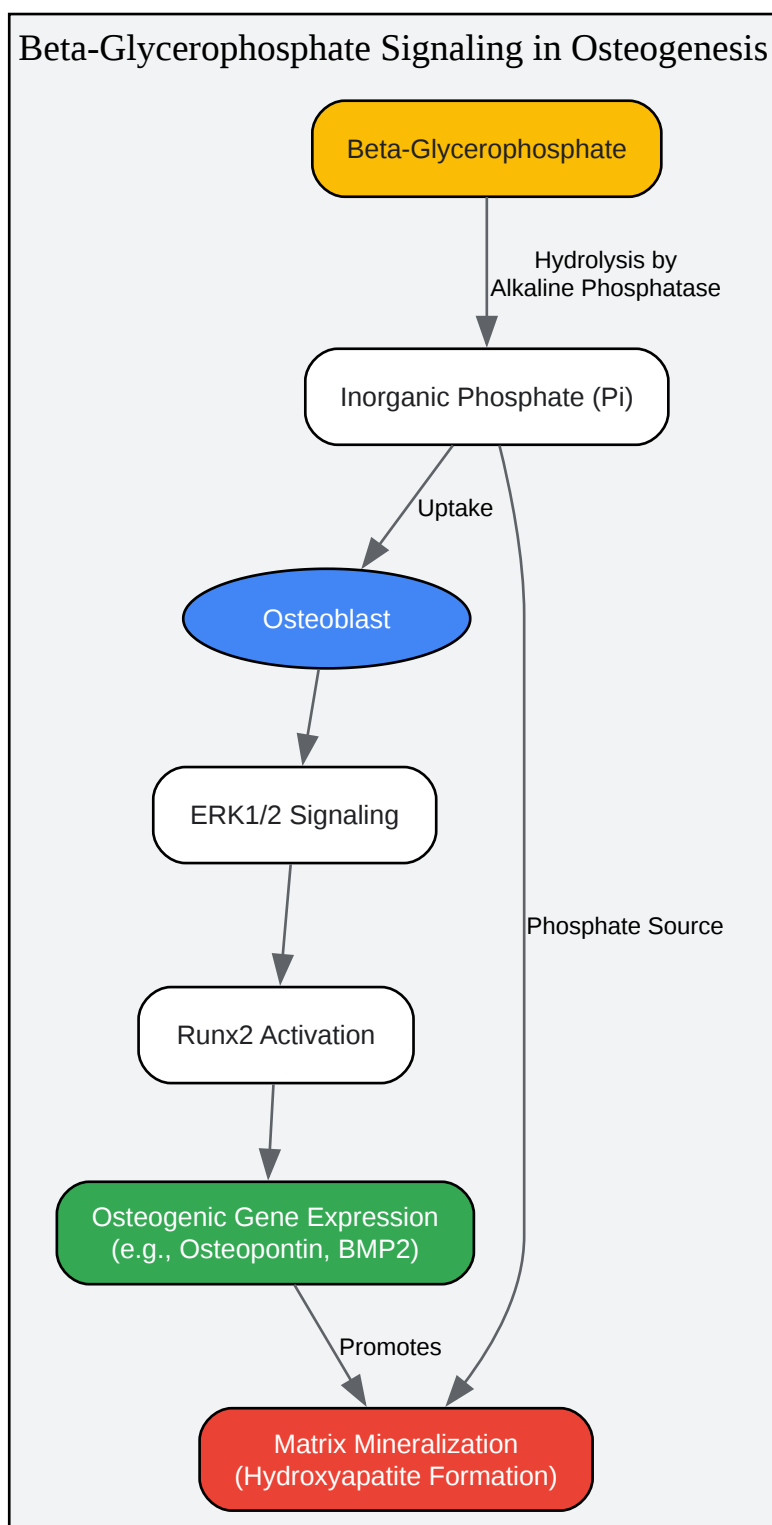 Beta-Glycerophosphate Signaling in Osteogenesis
Beta-Glycerophosphate
Hydrolysis by
Alkaline Phosphatase
Inorganic Phosphate (Pi)
Uptake
Osteoblast
ERK1/2 Signaling
Phosphate Source
Runx2 Activation
Osteogenic Gene Expression
(e.g., Osteopontin, BMP2)
Promotes
Matrix Mineralization
(Hydroxyapatite Formation)